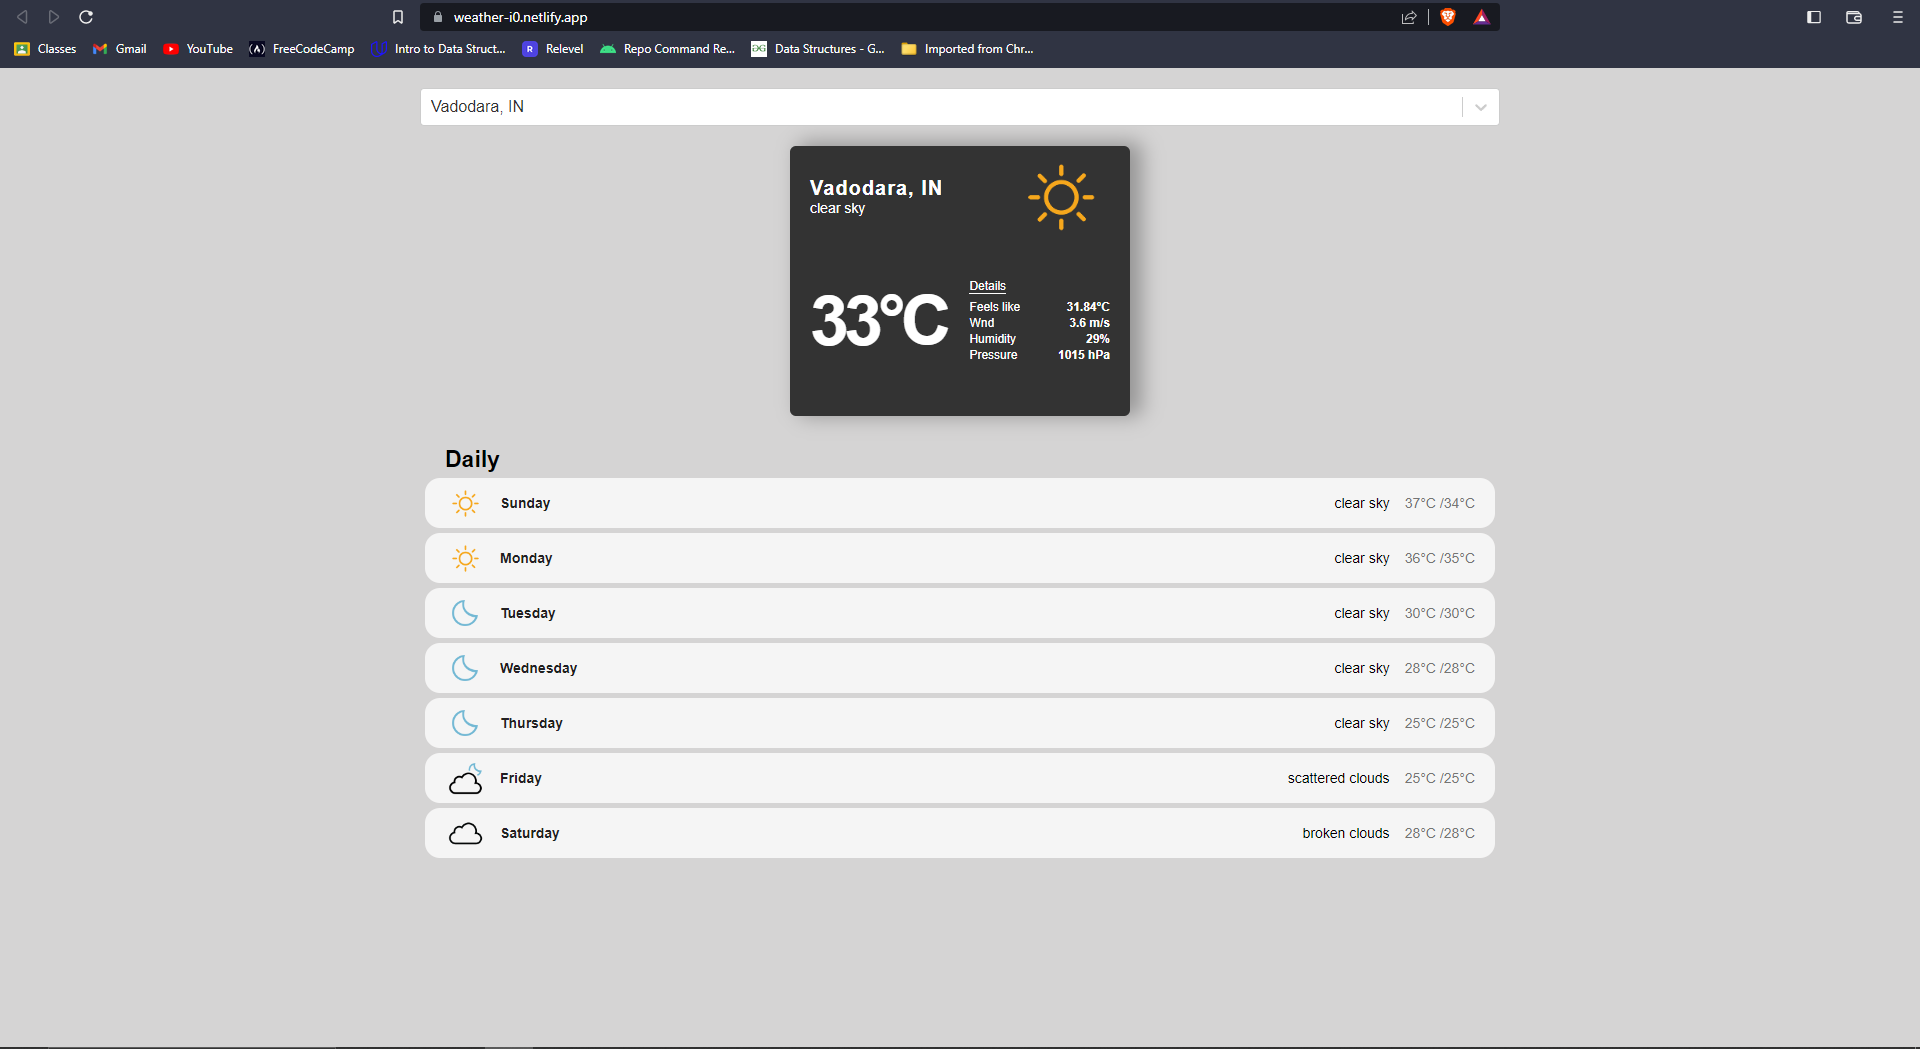 weather-i0.netlify.app
Classes Gmail YouTube FreeCodeCamp Intro to Data Struct... Relevel Repo Command Re... Data Structures - G... Imported from Chr...
Vadodara, IN
Vadodara, IN
clear sky
33°C
Details
Feels like 31.84°C
Wnd 3.6 m/s
Humidity 29%
Pressure 1015 hPa
Daily
Sunday clear sky 37°C /34°C
Monday clear sky 36°C /35°C
Tuesday clear sky 30°C /30°C
Wednesday clear sky 28°C /28°C
Thursday clear sky 25°C /25°C
Friday scattered clouds 25°C /25°C
Saturday broken clouds 28°C /28°C